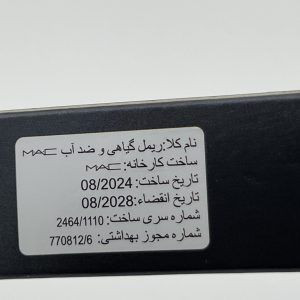 نام کلا:ریمل گیاهی و ضد آب MAC
ساخت کارخانه: MAC
تاریخ ساخت: 08/2024
تاریخ انقضاء: 08/2028
شماره سری ساخت: 2464/1110
شماره مجوز بهداشتی: 770812/6